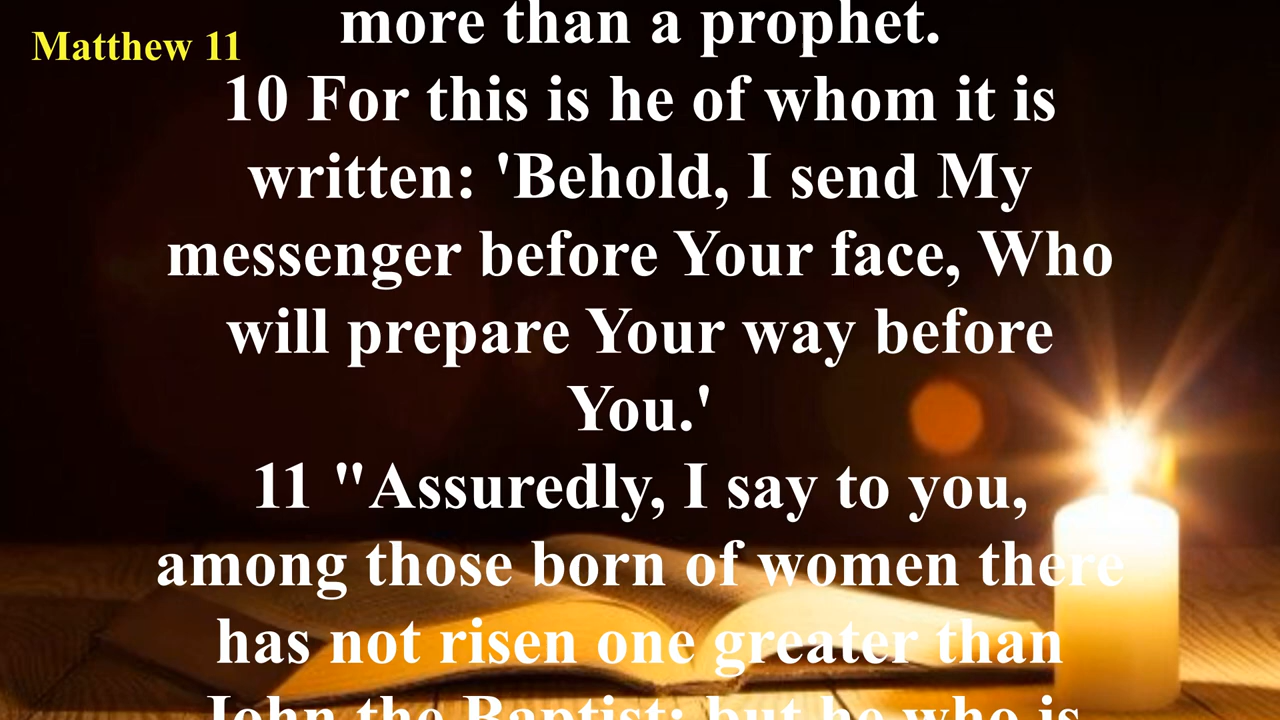 more than a prophet.
Matthew 11
10 For this is he of whom it is
written: 'Behold, I send My
messenger before Your face, Who
will prepare Your way before
You.'
11 "Assuredly, I say to you,
among those born of women there
has not risen one greater than
John the Baptist; but he who is